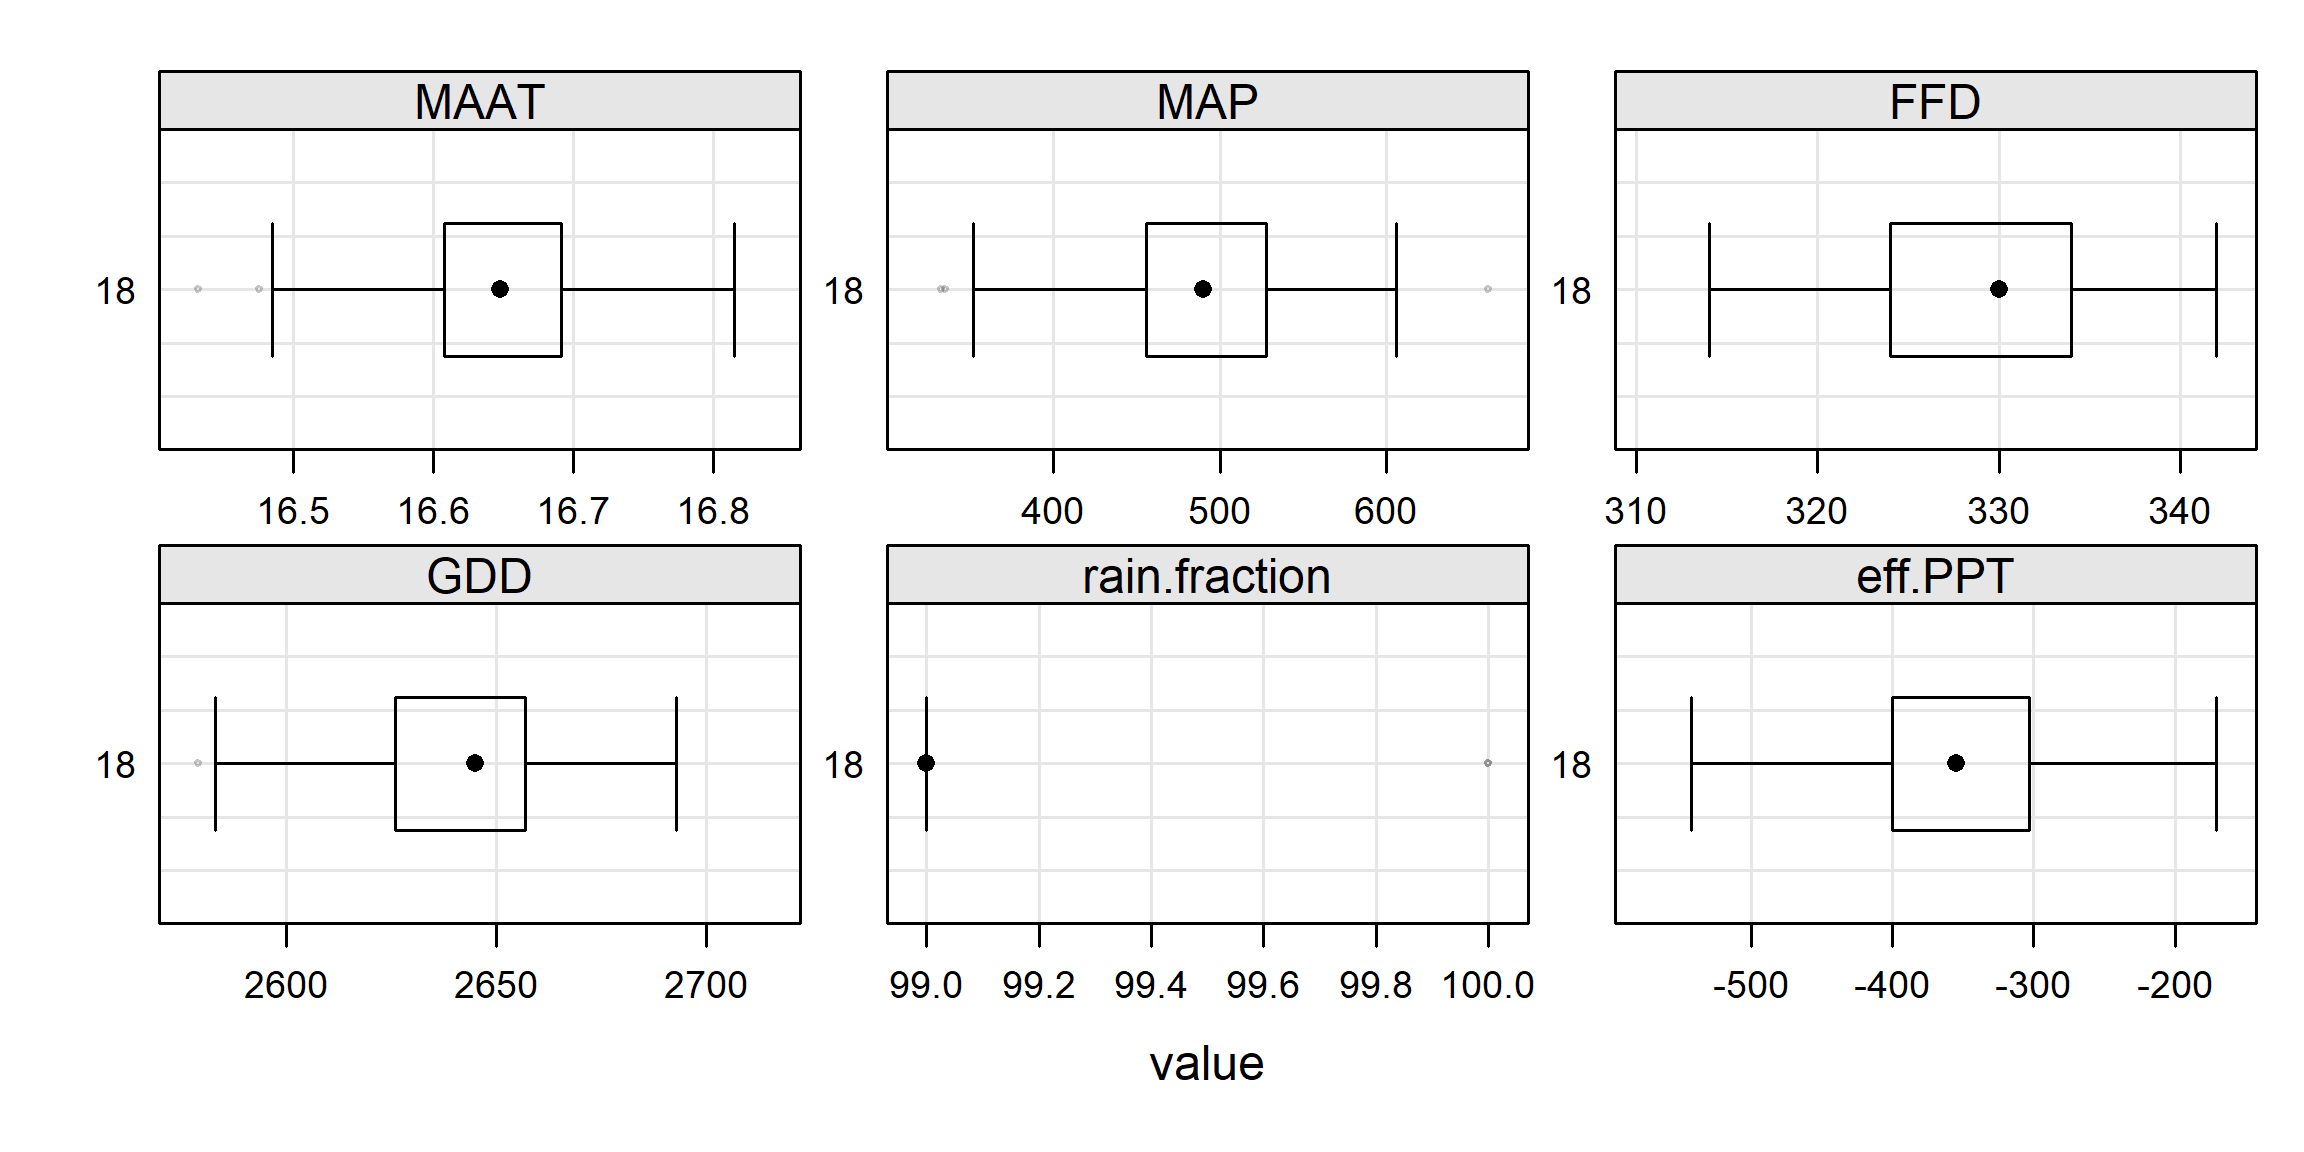 MAAT MAP FFD
18 18 18
16.5 16.6 16.7 16.8 400 500 600 310 320 330 340
GDD rain.fraction eff.PPT
18 18 18
2600 2650 2700 99.0 99.2 99.4 99.6 99.8 100.0 -500 -400 -300 -200
value